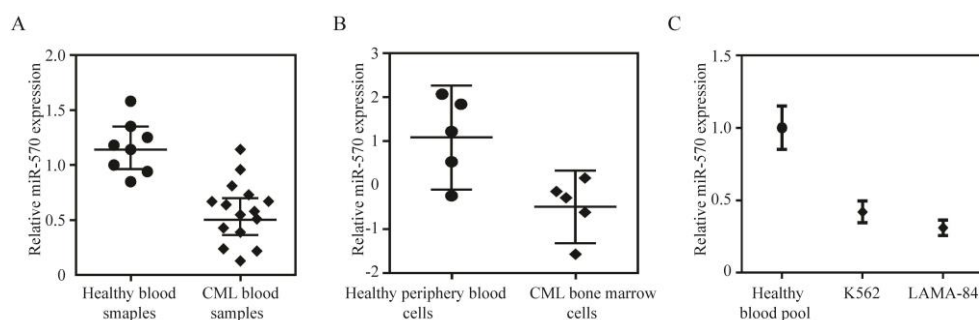 A
Relative miR-570 expression
2.0
1.5
1.0
0.5
0
Healthy blood
smaples
CML blood
samples
B
Relative miR-570 expression
3
2
1
0
-1
-2
Healthy periphery blood
cells
CML bone marrow
cells
C
Relative miR-570 expression
1.5
1.0
0.5
0
Healthy
blood pool
K562
LAMA-84